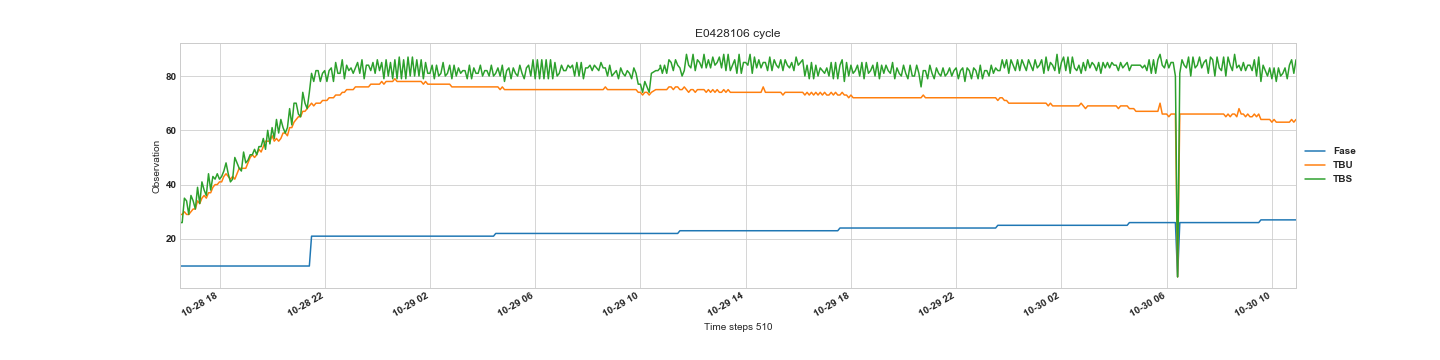 E0428106 cycle
Observation
80
60
40
20
10-28 18
10-28 22
10-29 02
10-29 06
10-29 10
10-29 14
10-29 18
10-29 22
10-30 02
10-30 06
10-30 10
Time steps 510
Fase
TBU
TBS